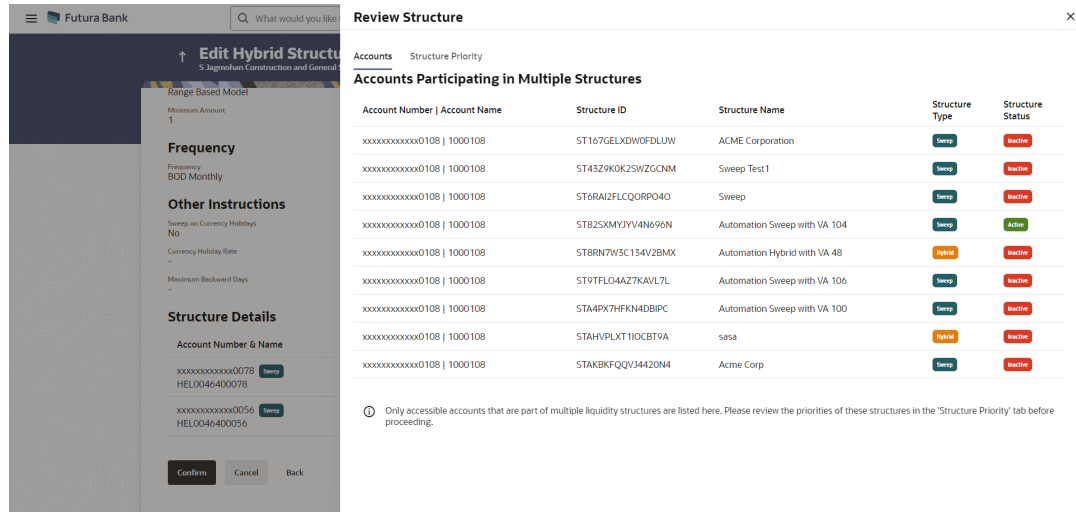 Futura Bank
What would you like
Edit Hybrid Structu
S Jagmohan Construction and General S
Range Based Model
Minimum Amount
1
Frequency
Frequency
BOD Monthly
Other Instructions
Sweep on Currency Holidays
No
Currency Holiday Rate
-
Maximum Backward Days
-
Structure Details
Account Number & Name
xxxxxxxxxxxx0078 Sweep
HEL0046400078
xxxxxxxxxxxx0056 Sweep
HEL0046400056
Confirm Cancel Back
Review Structure
Accounts Structure Priority
Accounts Participating in Multiple Structures
Account Number | Account Name Structure ID Structure Name Structure Type Structure Status
xxxxxxxxxxxx0108 | 1000108 ST167GELXDW0FDLUW ACME Corporation Sweep Inactive
xxxxxxxxxxxx0108 | 1000108 ST43Z9K0K2SWZGCNM Sweep Test1 Sweep Inactive
xxxxxxxxxxxx0108 | 1000108 ST6RAI2FLCQORPO4O Sweep Sweep Inactive
xxxxxxxxxxxx0108 | 1000108 ST82SXMYJYV4N696N Automation Sweep with VA 104 Sweep Active
xxxxxxxxxxxx0108 | 1000108 ST8RN7W3C134V2BMX Automation Hybrid with VA 48 Hybrid Inactive
xxxxxxxxxxxx0108 | 1000108 ST9TFLO4AZ7KAVL7L Automation Sweep with VA 106 Sweep Inactive
xxxxxxxxxxxx0108 | 1000108 STA4PX7HFKN4DBIPC Automation Sweep with VA 100 Sweep Inactive
xxxxxxxxxxxx0108 | 1000108 STAHVPLXT1IOCBT9A sasa Hybrid Inactive
xxxxxxxxxxxx0108 | 1000108 STAKBKFQQVJ4420N4 Acme Corp Sweep Inactive
Only accessible accounts that are part of multiple liquidity structures are listed here. Please review the priorities of these structures in the 'Structure Priority' tab before
proceeding.